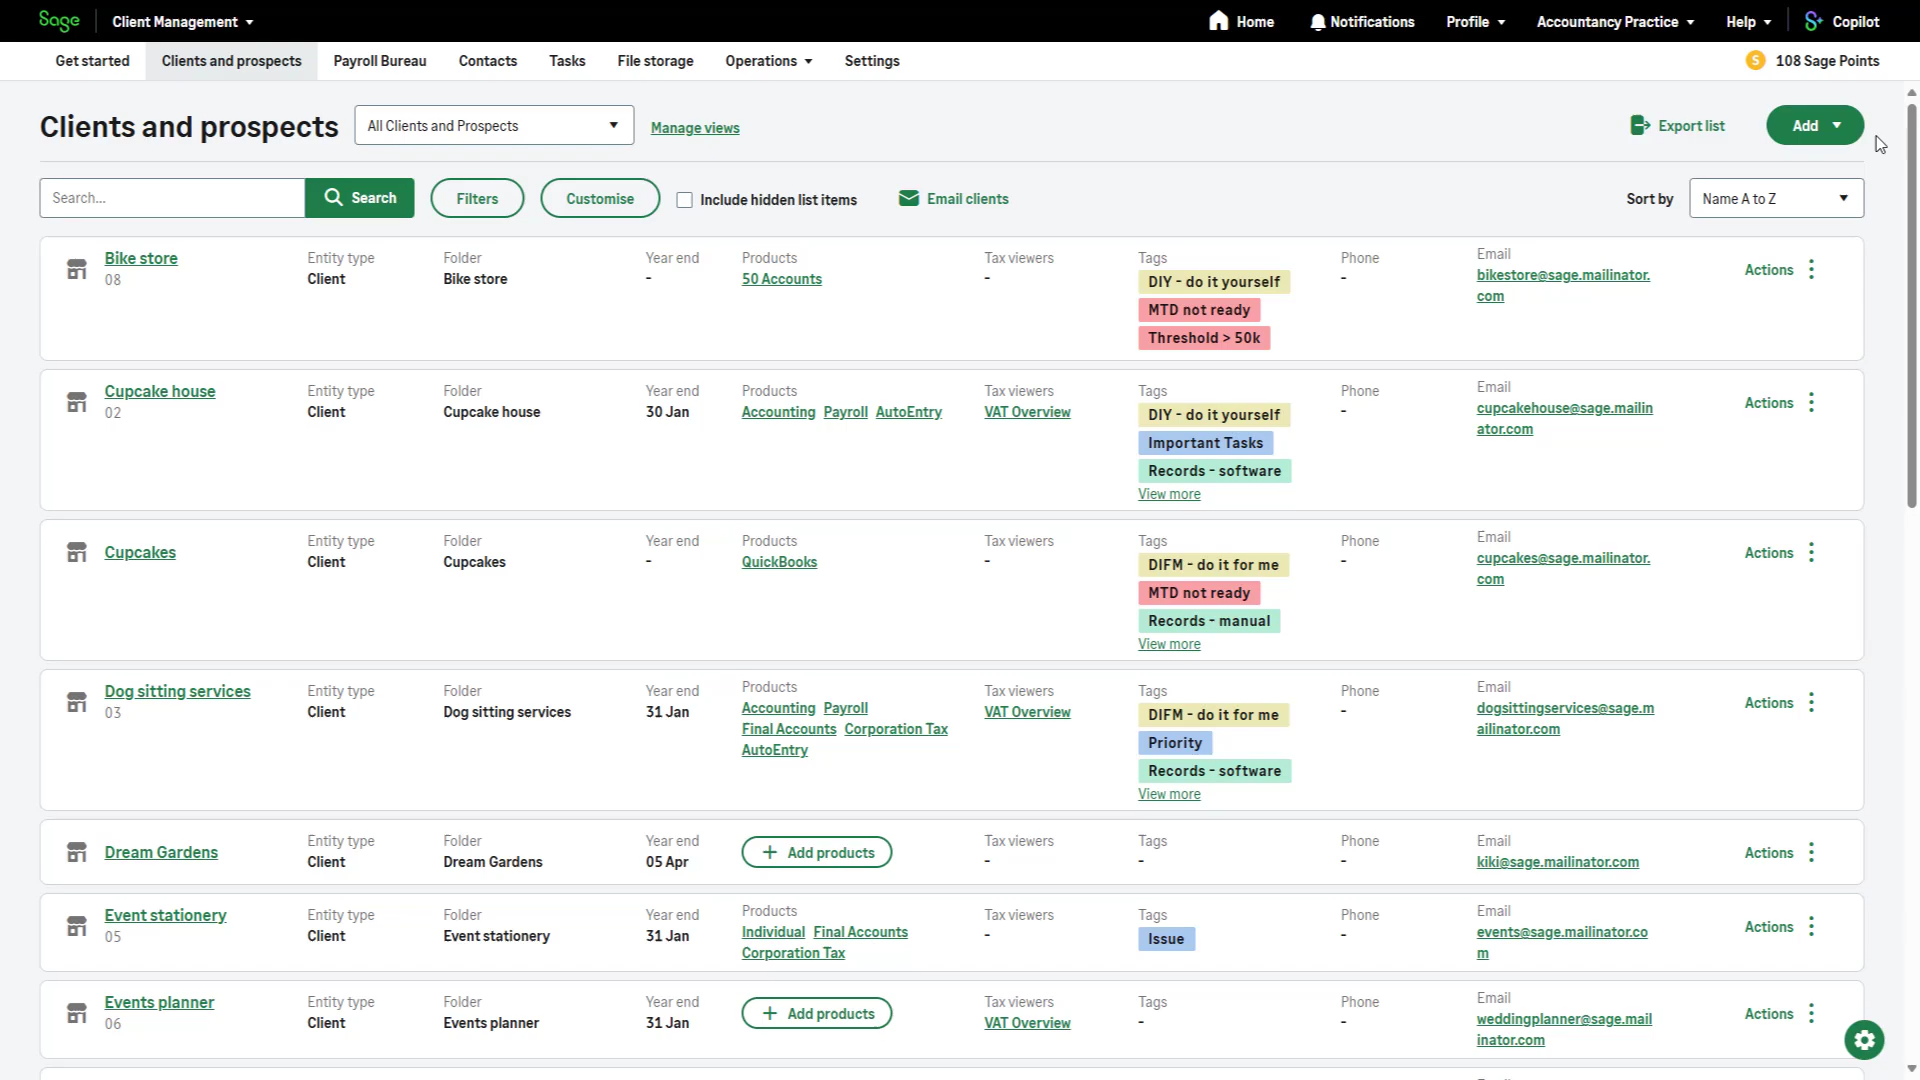 Sage
Client Management
Home
Notifications
Profile
Accountancy Practice
Help
Copilot
Get started
Clients and prospects
Payroll Bureau
Contacts
Tasks
File storage
Operations
Settings
S
108 Sage Points
Clients and prospects
All Clients and Prospects
Manage views
Export list
Add
Search...
Search
Filters
Customise
Include hidden list items
Email clients
Sort by
Name A to Z
Bike store
08
Entity type
Client
Folder
Bike store
Year end
-
Products
50 Accounts
Tax viewers
-
Tags
DIY - do it yourself
MTD not ready
Threshold > 50k
Phone
-
Email
bikestore@sage.mailinator.
com
Actions
Cupcake house
02
Entity type
Client
Folder
Cupcake house
Year end
30 Jan
Products
Accounting Payroll AutoEntry
Tax viewers
VAT Overview
Tags
DIY - do it yourself
Important Tasks
Records - software
View more
Phone
-
Email
cupcakehouse@sage.mailin
ator.com
Actions
Cupcakes
Entity type
Client
Folder
Cupcakes
Year end
-
Products
QuickBooks
Tax viewers
-
Tags
DIFM - do it for me
MTD not ready
Records - manual
View more
Phone
-
Email
cupcakes@sage.mailinator.
com
Actions
Dog sitting services
03
Entity type
Client
Folder
Dog sitting services
Year end
31 Jan
Products
Accounting Payroll
Final Accounts Corporation Tax
AutoEntry
Tax viewers
VAT Overview
Tags
DIFM - do it for me
Priority
Records - software
View more
Phone
-
Email
dogsittingservices@sage.m
ailinator.com
Actions
Dream Gardens
Entity type
Client
Folder
Dream Gardens
Year end
05 Apr
+ Add products
Tax viewers
-
Tags
-
Phone
-
Email
kiki@sage.mailinator.com
Actions
Event stationery
05
Entity type
Client
Folder
Event stationery
Year end
31 Jan
Products
Individual Final Accounts
Corporation Tax
Tax viewers
-
Tags
Issue
Phone
-
Email
events@sage.mailinator.co
m
Actions
Events planner
06
Entity type
Client
Folder
Events planner
Year end
31 Jan
+ Add products
Tax viewers
VAT Overview
Tags
-
Phone
-
Email
weddingplanner@sage.mail
inator.com
Actions